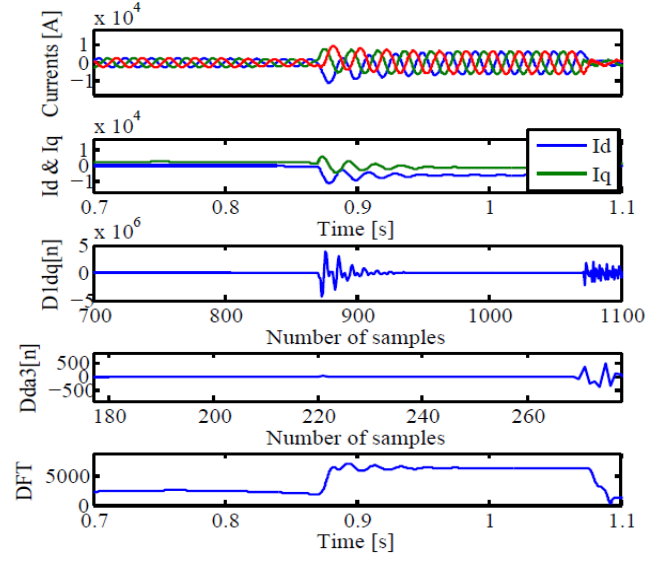 x 10^4
Currents [A]
1
0
−1
x 10^4
Id & Iq
1
0
−1
Id
Iq
0.7 0.8 0.9 1 1.1
Time [s]
x 10^6
D1dq[n]
5
0
−5
700 800 900 1000 1100
Number of samples
Dda3[n]
500
0
−500
180 200 220 240 260
Number of samples
DFT
5000
0
0.7 0.8 0.9 1 1.1
Time [s]